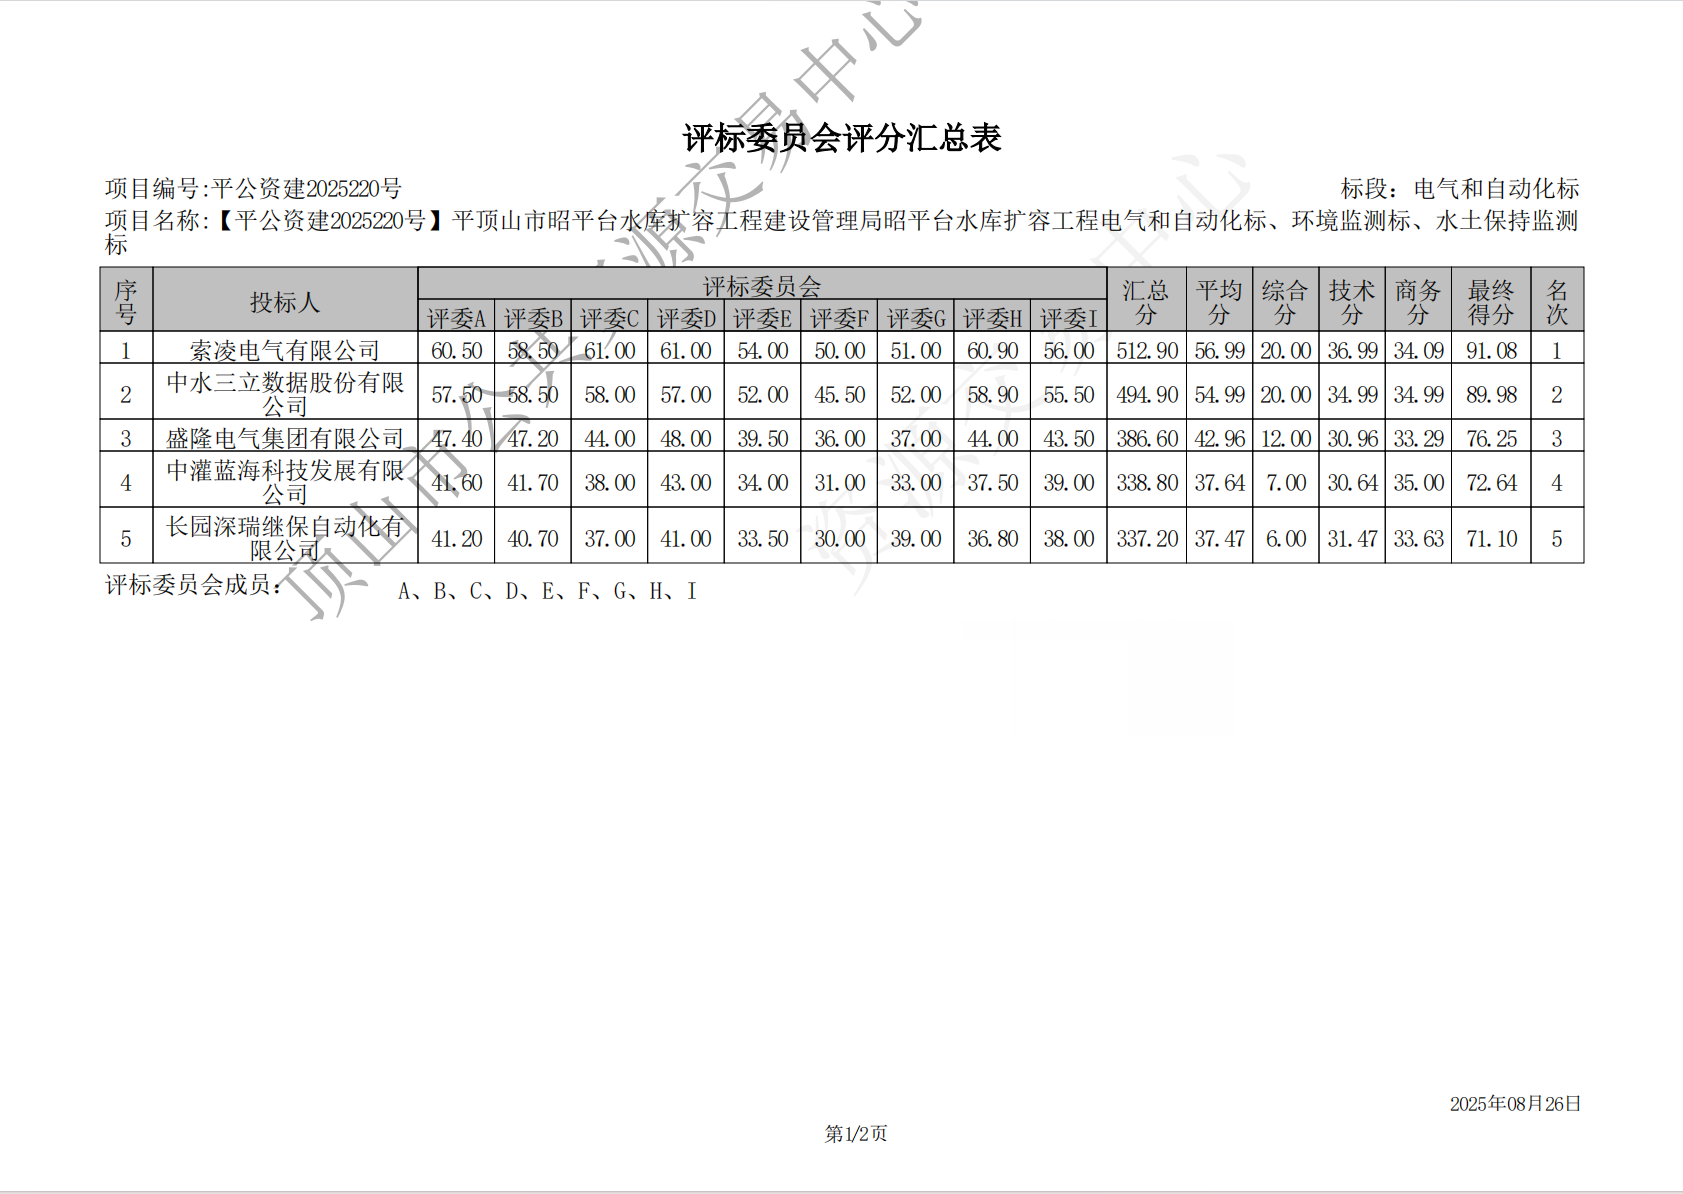 评标委员会评分汇总表
项目编号:平公资建2025220号 标段：电气和自动化标
项目名称:【平公资建2025220号】平顶山市昭平台水库扩容工程建设管理局昭平台水库扩容工程电气和自动化标、环境监测标、水土保持监测
标
序号 投标人 评标委员会 汇总分 平均分 综合分 技术分 商务分 最终得分 名次
评委A 评委B 评委C 评委D 评委E 评委F 评委G 评委H 评委I
1 索凌电气有限公司 60.50 58.50 61.00 61.00 54.00 50.00 51.00 60.90 56.00 512.90 56.99 20.00 36.99 34.09 91.08 1
2 中水三立数据股份有限公司 57.50 58.50 58.00 57.00 52.00 45.50 52.00 58.90 55.50 494.90 54.99 20.00 34.99 34.99 89.98 2
3 盛隆电气集团有限公司 47.40 47.20 44.00 48.00 39.50 36.00 37.00 44.00 43.50 386.60 42.96 12.00 30.96 33.29 76.25 3
4 中灌蓝海科技发展有限公司 41.60 41.70 38.00 43.00 34.00 31.00 33.00 37.50 39.00 338.80 37.64 7.00 30.64 35.00 72.64 4
5 长园深瑞继保自动化有限公司 41.20 40.70 37.00 41.00 33.50 30.00 39.00 36.80 38.00 337.20 37.47 6.00 31.47 33.63 71.10 5
评标委员会成员： A、B、C、D、E、F、G、H、I
顶山市公共资源交易中心
资源交易中心
2025年08月26日
第1/2页